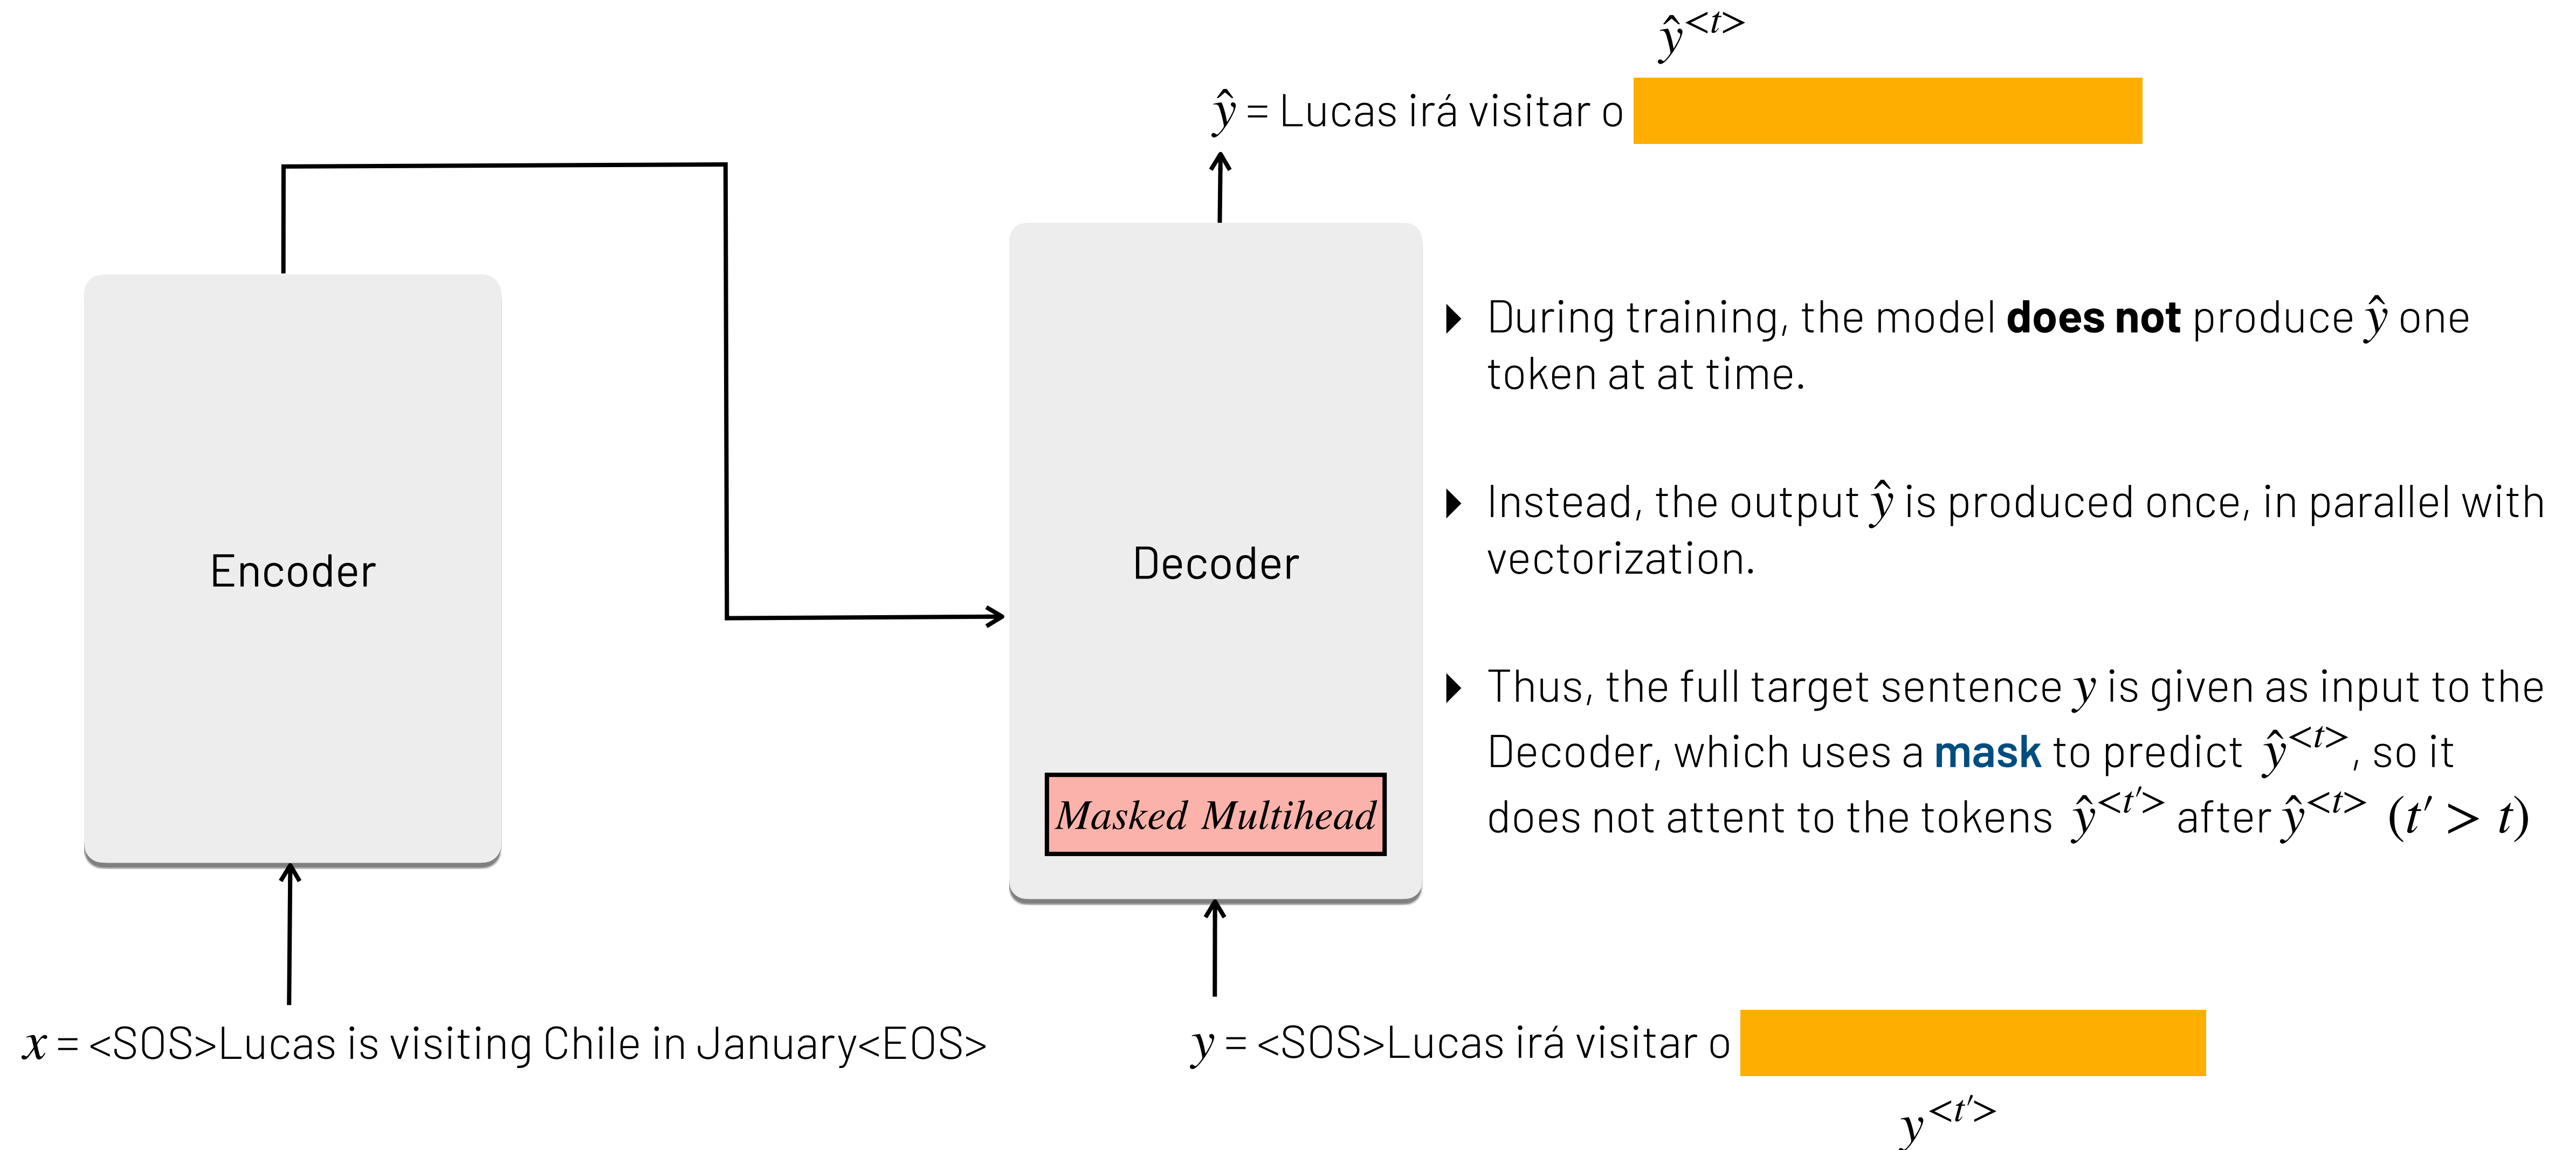 ŷ<t>
ŷ = Lucas irá visitar o
Encoder
Decoder
Masked Multihead
During training, the model does not produce ŷ one
token at at time.
Instead, the output ŷ is produced once, in parallel with
vectorization.
Thus, the full target sentence y is given as input to the
Decoder, which uses a mask to predict ŷ<t>, so it
does not attent to the tokens ŷ<t′> after ŷ<t> (t′ > t)
x = <SOS>Lucas is visiting Chile in January<EOS>
y = <SOS>Lucas irá visitar o
y<t′>